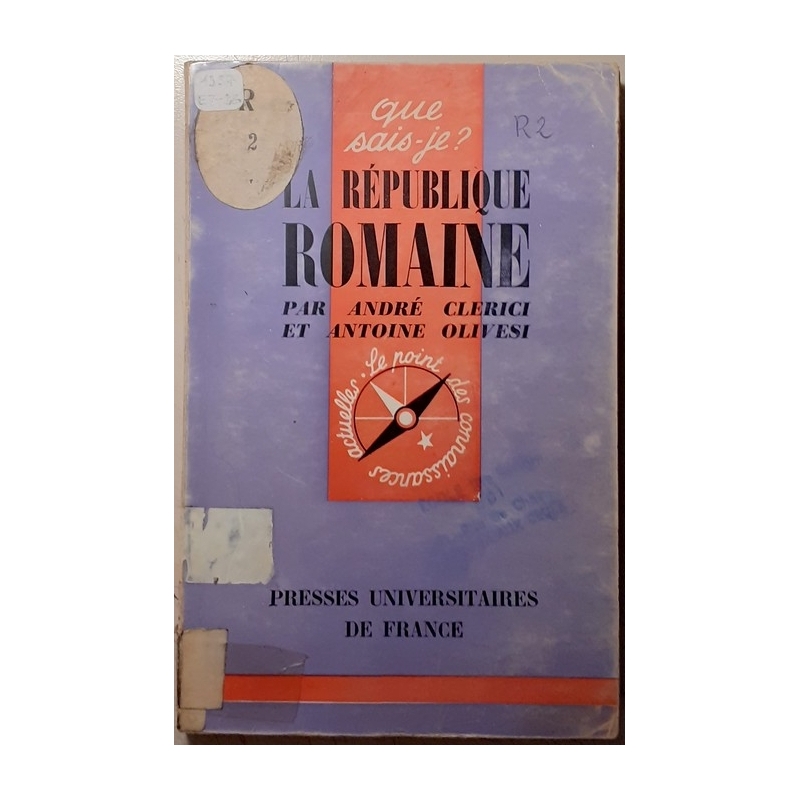 R
2
R2
que
sais-je?
LA RÉPUBLIQUE
ROMAINE
PAR ANDRÉ CLERICI
ET ANTOINE OLIVESI
Le point des connaissances actuelles.
PRESSES UNIVERSITAIRES
DE FRANCE